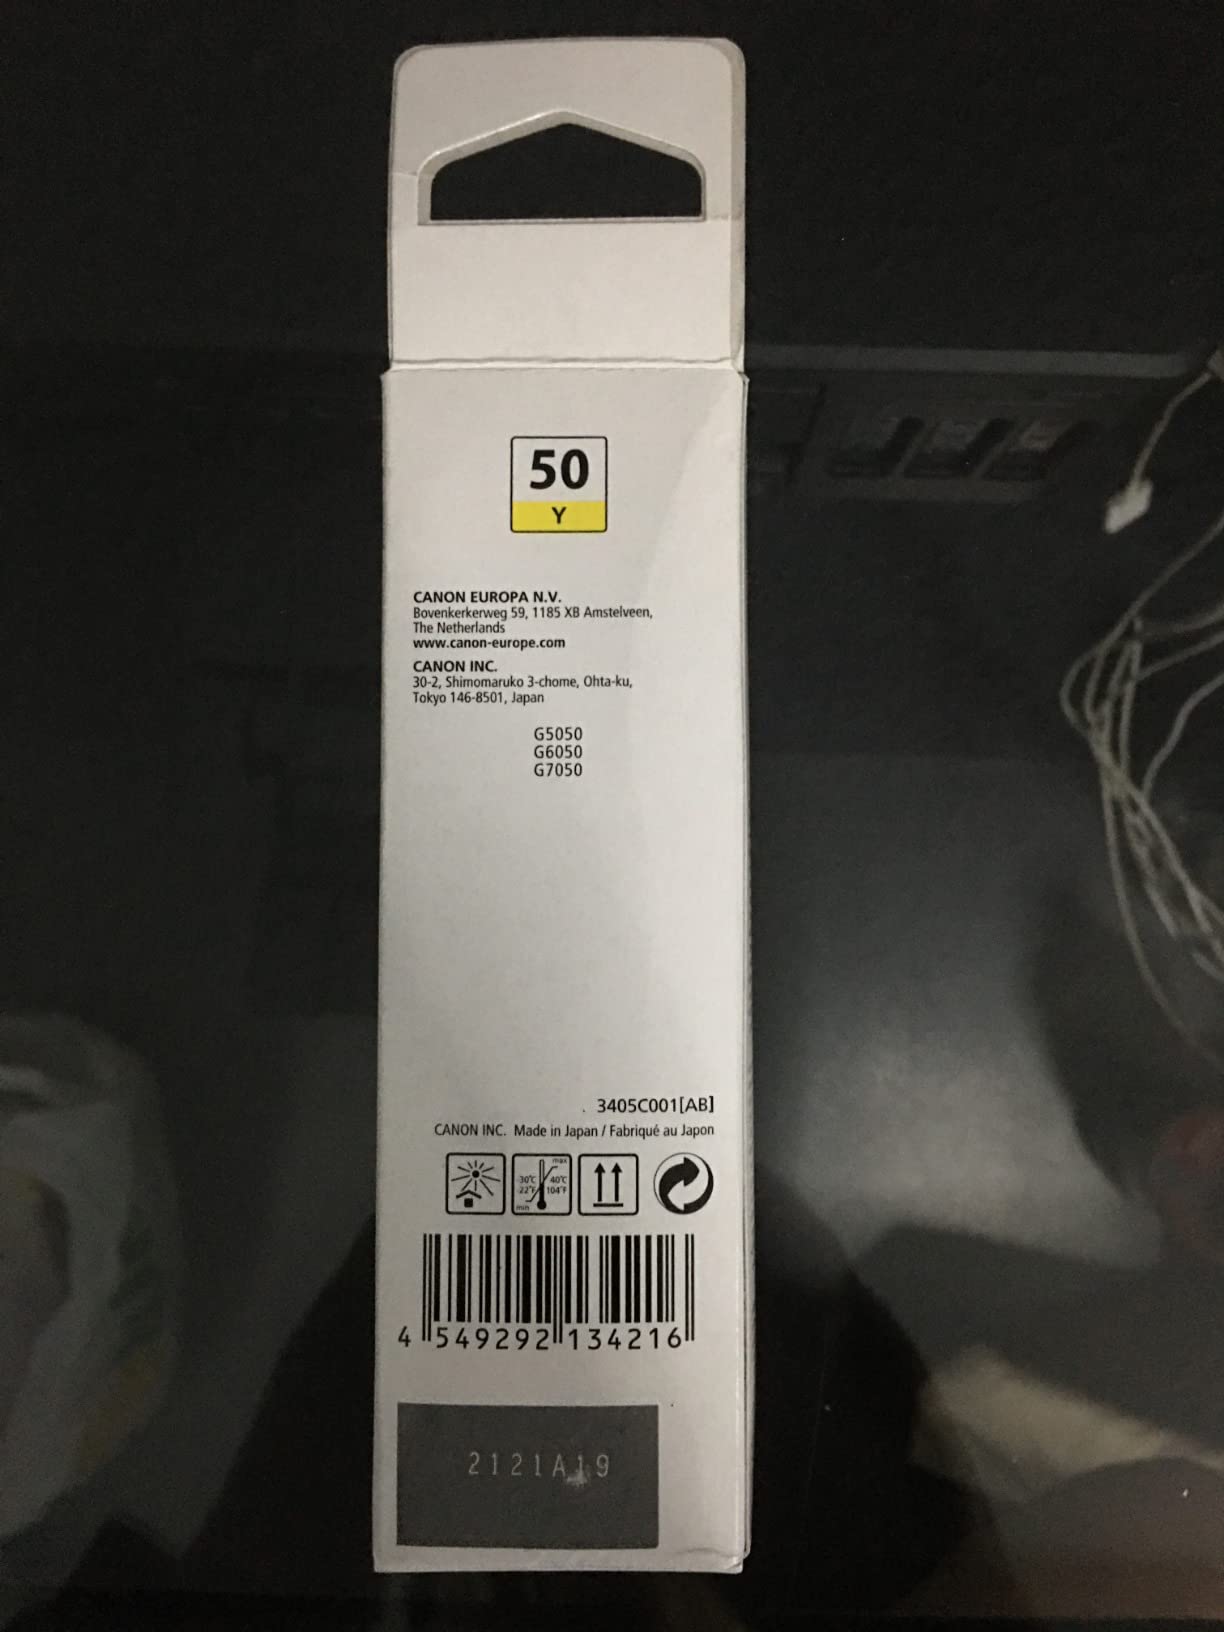 50
Y
CANON EUROPA N.V.
Bovenkerkerweg 59, 1185 XB Amstelveen,
The Netherlands
www.canon-europe.com
CANON INC.
30-2, Shimomaruko 3-chome, Ohta-ku,
Tokyo 146-8501, Japan
G5050
G6050
G7050
3405C001[AB]
CANON INC. Made in Japan / Fabriqué au Japon
max
-30°C 40°C
-22°F 104°F
min
4 549292 134216
2121A19